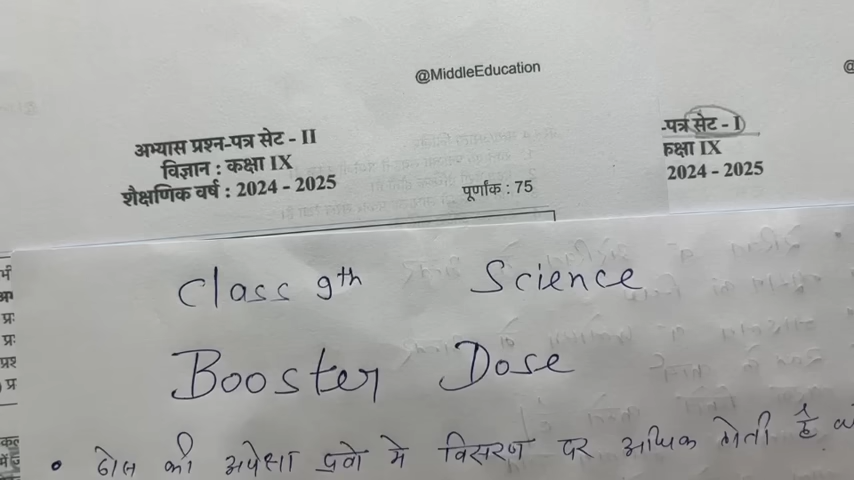 @MiddleEducation
अभ्यास प्रश्न-पत्र सेट - II
विज्ञान : कक्षा IX
शैक्षणिक वर्ष : 2024 - 2025
पूर्णांक : 75
-पत्र सेट - I
कक्षा IX
2024 - 2025
Class 9th Science
Booster Dose
• ठोस की अपेक्षा द्रवो मे विसरण दर अधिक होती है